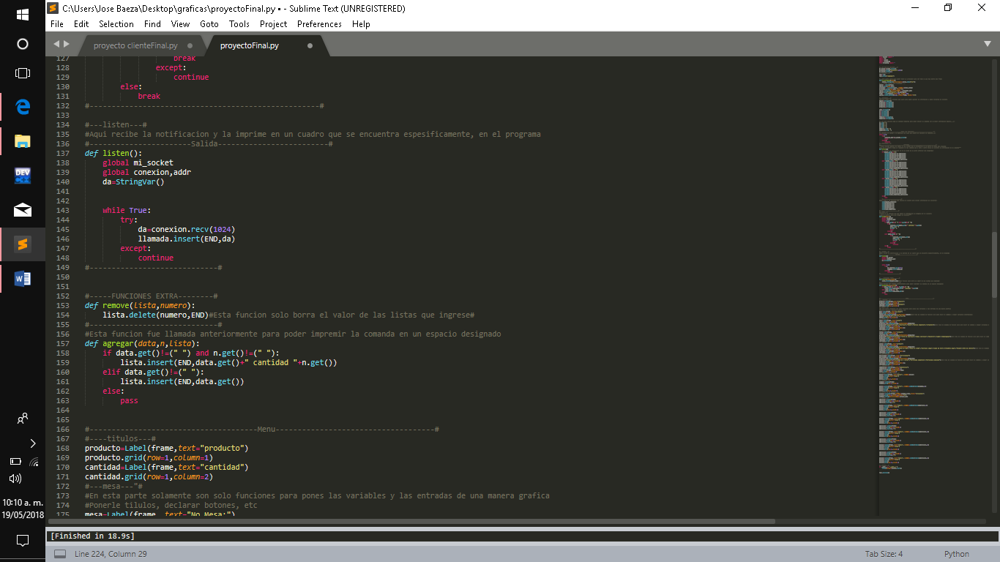 C:\Users\Jose Baeza\Desktop\graficas\proyectoFinal.py • - Sublime Text (UNREGISTERED)
File Edit Selection Find View Goto Tools Project Preferences Help
proyecto clienteFinal.py
proyectoFinal.py
127 break
128 except:
129 continue
130 else:
131 break
132 #----------------------------------------------------#
133
134 #---listen---#
135 #Aqui recibe la notificacion y la imprime en un cuadro que se encuentra espesificamente, en el programa
136 #-----------------------Salida-------------------------#
137 def listen():
138 global mi_socket
139 global conexion,addr
140 da=StringVar()
141
142
143 while True:
144 try:
145 da=conexion.recv(1024)
146 llamada.insert(END,da)
147 except:
148 continue
149 #-----------------------------#
150
151
152 #-----FUNCIONES EXTRA--------#
153 def remove(lista,numero):
154 lista.delete(numero,END)#Esta funcion solo borra el valor de las listas que ingrese#
155 #-----------------------------#
156 #Esta funcion fue llamada anteriormente para poder impremir la comanda en un espacio designado
157 def agregar(data,n,lista):
158 if data.get()!=(" ") and n.get()!=(" "):
159 lista.insert(END,data.get()+" cantidad "+n.get())
160 elif data.get()!=(" "):
161 lista.insert(END,data.get())
162 else:
163 pass
164
165
166 #--------------------------------------Menu------------------------------------#
167 #----titulos---#
168 producto=Label(frame,text="producto")
169 producto.grid(row=1,column=1)
170 cantidad=Label(frame,text="cantidad")
171 cantidad.grid(row=1,column=2)
172 #---mesa---"#
173 #En esta parte solamente son solo funciones para pones las variables y las entradas de una manera grafica
174 #Ponerle tilulos, declarar botones, etc
175 mesa=Label(frame, text="No Mesa:")
[Finished in 18.9s]
Line 224, Column 29
Tab Size: 4
Python
DEV
C++
W
10:10 a. m.
19/05/2018